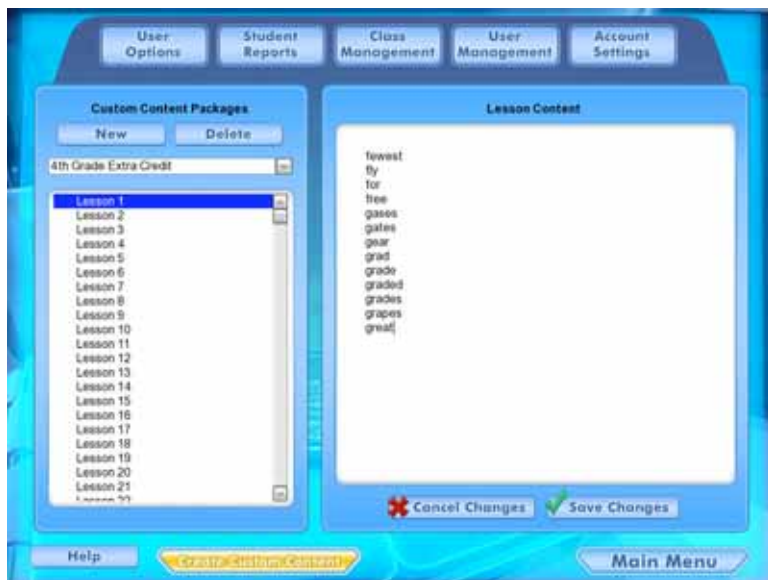 User Options
Student Reports
Class Management
User Management
Account Settings
Custom Content Packages
New
Delete
4th Grade Extra Credit
Lesson 1
Lesson 2
Lesson 3
Lesson 4
Lesson 5
Lesson 6
Lesson 7
Lesson 8
Lesson 9
Lesson 10
Lesson 11
Lesson 12
Lesson 13
Lesson 14
Lesson 15
Lesson 16
Lesson 17
Lesson 18
Lesson 19
Lesson 20
Lesson 21
Lesson 22
Lesson Content
fewest
fly
for
free
gases
gates
gear
grad
grade
graded
grades
grapes
great
Cancel Changes
Save Changes
Help
Create Custom Content
Main Menu